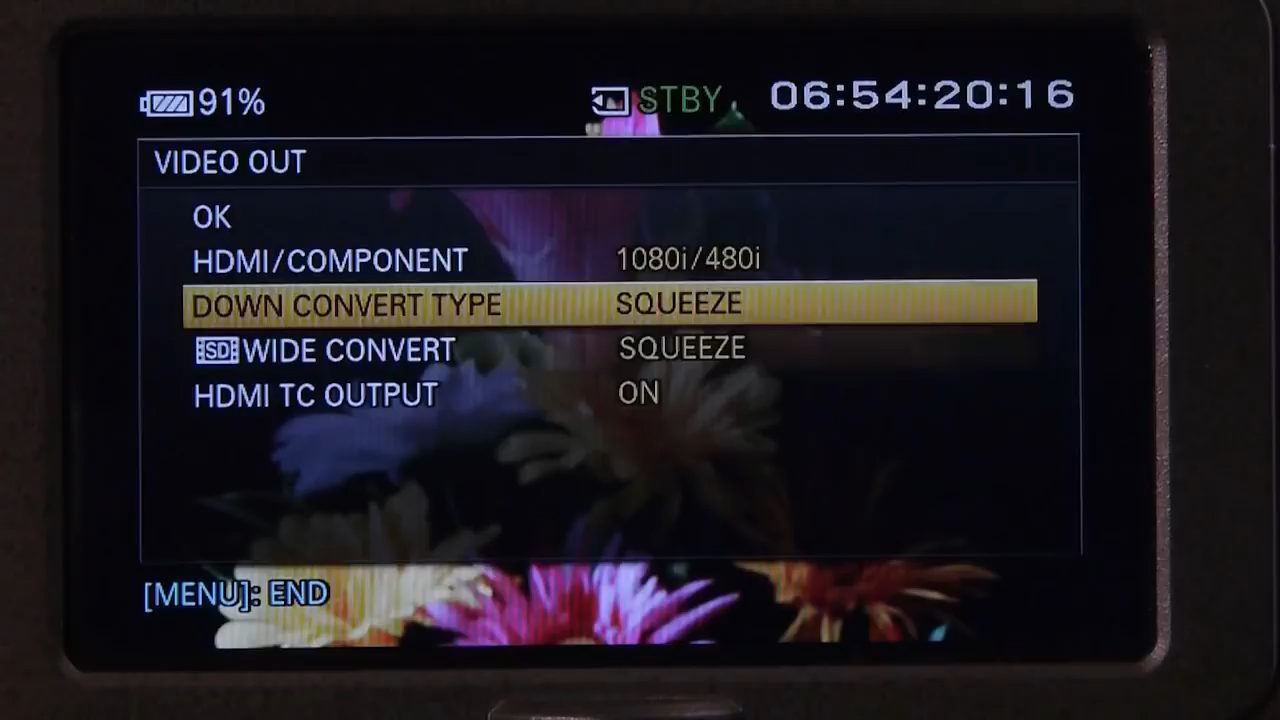 91% STBY 06:54:20:16
VIDEO OUT
OK
HDMI/COMPONENT 1080i/480i
DOWN CONVERT TYPE SQUEEZE
SD WIDE CONVERT SQUEEZE
HDMI TC OUTPUT ON
[MENU]: END